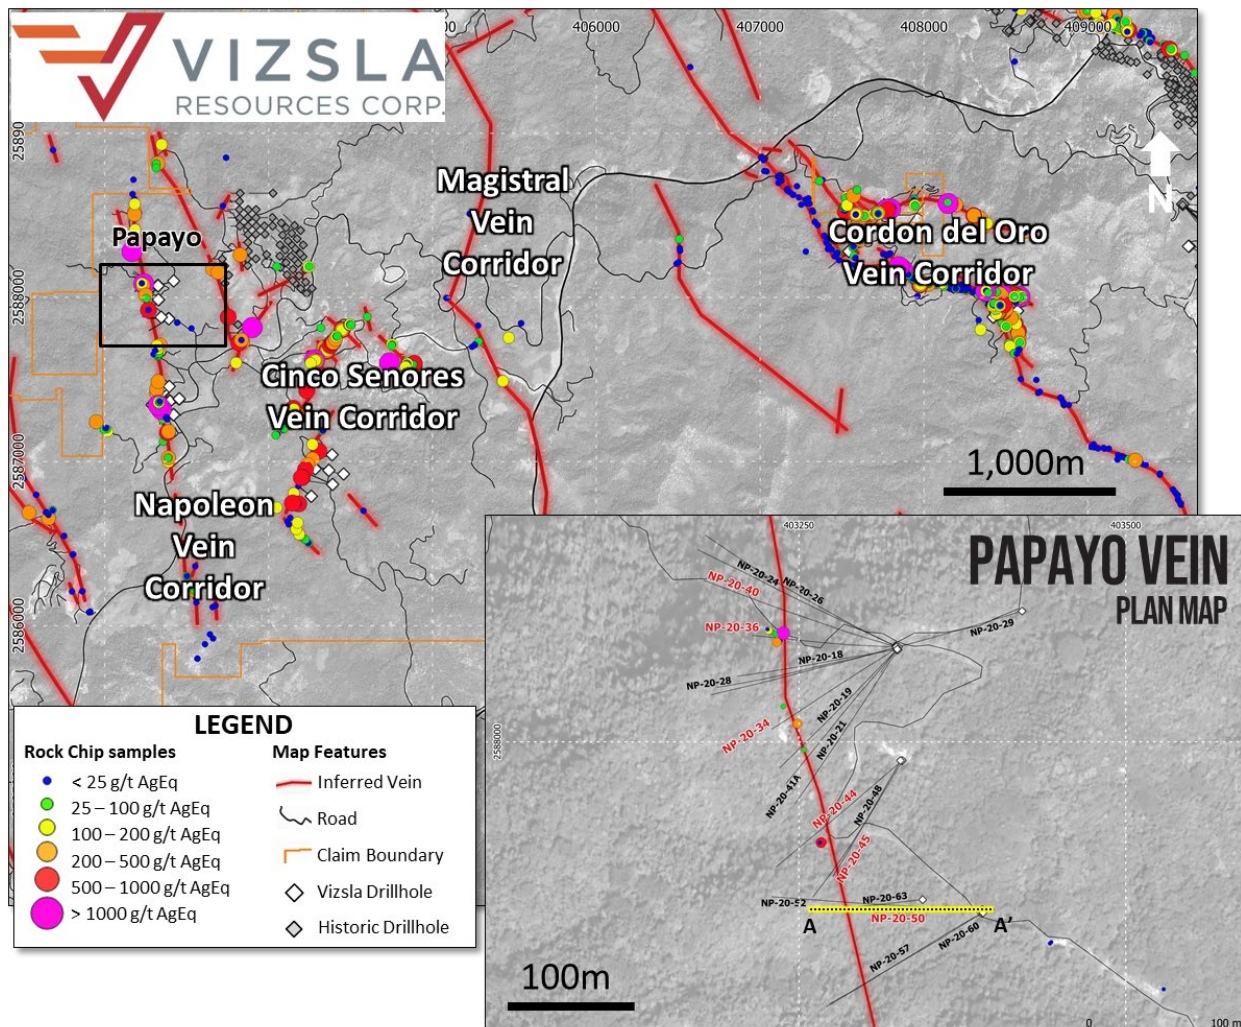 VIZSLA
RESOURCES CORP.
406000
407000
408000
409000
25890
2588000
2587000
2586000
N
Papayo
Magistral
Vein
Corridor
Cordon del Oro
Vein Corridor
Cinco Senores
Vein Corridor
Napoleon
Vein
Corridor
1,000m
LEGEND
Rock Chip samples
< 25 g/t AgEq
25 – 100 g/t AgEq
100 – 200 g/t AgEq
200 – 500 g/t AgEq
500 – 1000 g/t AgEq
> 1000 g/t AgEq
Map Features
Inferred Vein
Road
Claim Boundary
Vizsla Drillhole
Historic Drillhole
PAPAYO VEIN
PLAN MAP
403250
403500
2588000
NP-20-24
NP-20-26
NP-20-40
NP-20-36
NP-20-29
NP-20-18
NP-20-28
NP-20-19
NP-20-34
NP-20-21
NP-20-41A
NP-20-44
NP-20-48
NP-20-45
NP-20-52
NP-20-63
NP-20-50
A
A'
NP-20-60
NP-20-57
100m
0
100 m